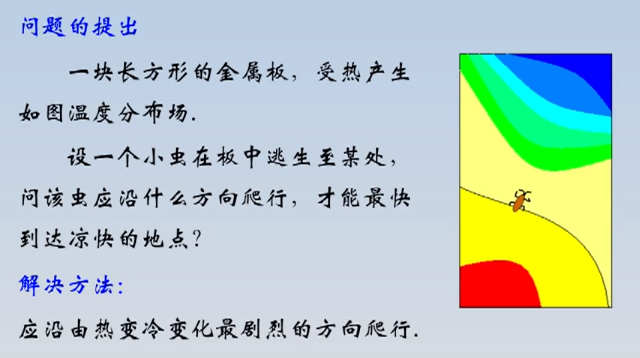 问题的提出
一块长方形的金属板，受热产生
如图温度分布场.
设一个小虫在板中逃生至某处，
问该虫应沿什么方向爬行，才能最快
到达凉快的地点？
解决方法：
应沿由热变冷变化最剧烈的方向爬行.